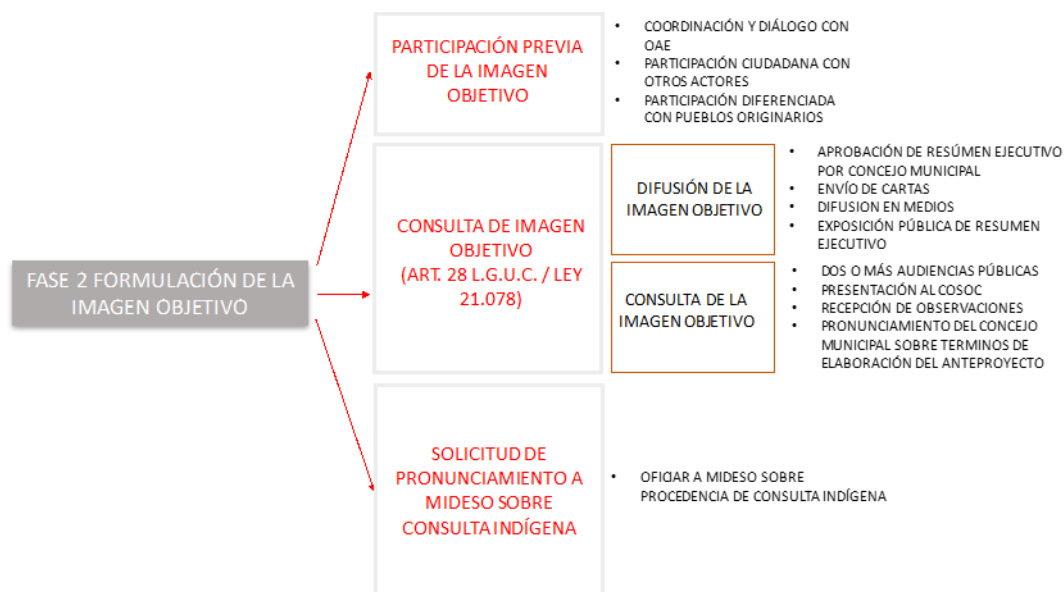 FASE 2 FORMULACIÓN DE LA
IMAGEN OBJETIVO
PARTICIPACIÓN PREVIA
DE LA IMAGEN
OBJETIVO
• COORDINACIÓN Y DIÁLOGO CON
OAE
• PARTICIPACIÓN CIUDADANA CON
OTROS ACTORES
• PARTICIPACIÓN DIFERENCIADA
CON PUEBLOS ORIGINARIOS
CONSULTA DE IMAGEN
OBJETIVO
(ART. 28 L.G.U.C. / LEY
21.078)
DIFUSIÓN DE LA
IMAGEN OBJETIVO
• APROBACIÓN DE RESÚMEN EJECUTIVO
POR CONCEJO MUNICIPAL
• ENVÍO DE CARTAS
• DIFUSION EN MEDIOS
• EXPOSICIÓN PÚBLICA DE RESUMEN
EJECUTIVO
CONSULTA DE LA
IMAGEN OBJETIVO
• DOS O MÁS AUDIENCIAS PÚBLICAS
• PRESENTACIÓN AL COSOC
• RECEPCIÓN DE OBSERVACIONES
• PRONUNCIAMIENTO DEL CONCEJO
MUNICIPAL SOBRE TERMINOS DE
ELABORACIÓN DEL ANTEPROYECTO
SOLICITUD DE
PRONUNCIAMIENTO A
MIDESO SOBRE
CONSULTA INDÍGENA
• OFICIAR A MIDESO SOBRE
PROCEDENCIA DE CONSULTA INDÍGENA